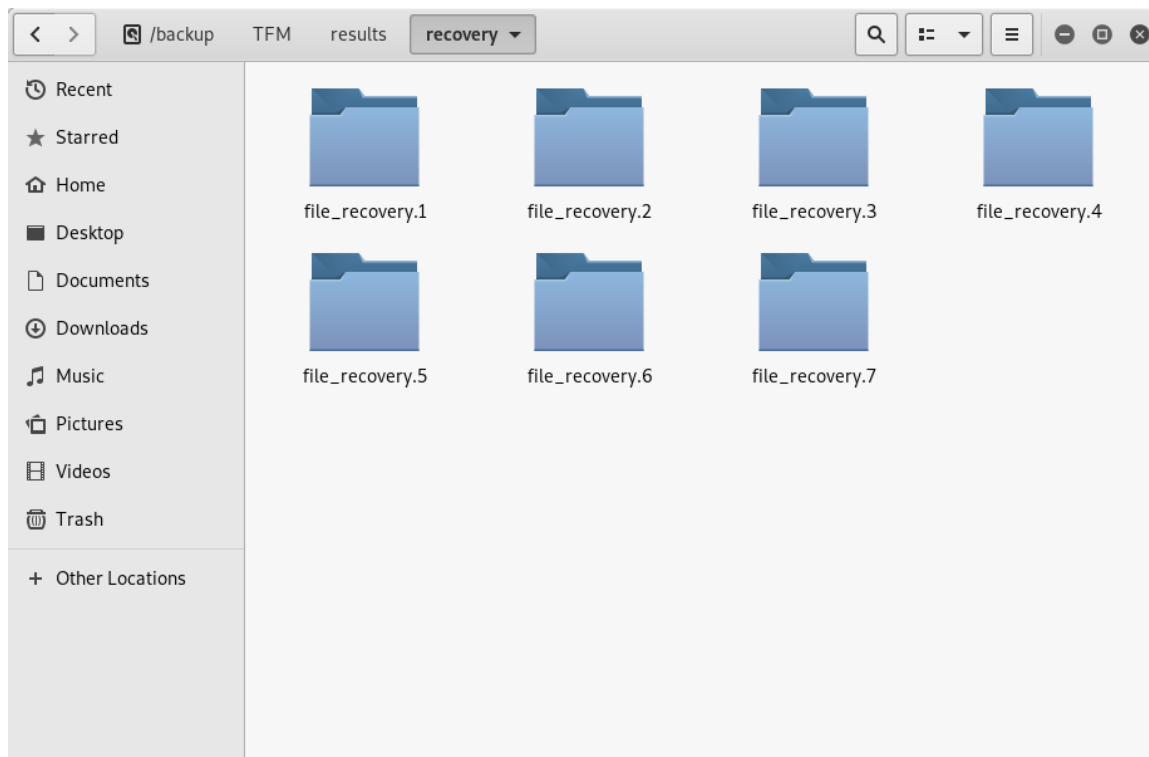 /backup TFM results recovery
Recent
Starred
Home
Desktop
Documents
Downloads
Music
Pictures
Videos
Trash
Other Locations
file_recovery.1 file_recovery.2 file_recovery.3 file_recovery.4
file_recovery.5 file_recovery.6 file_recovery.7